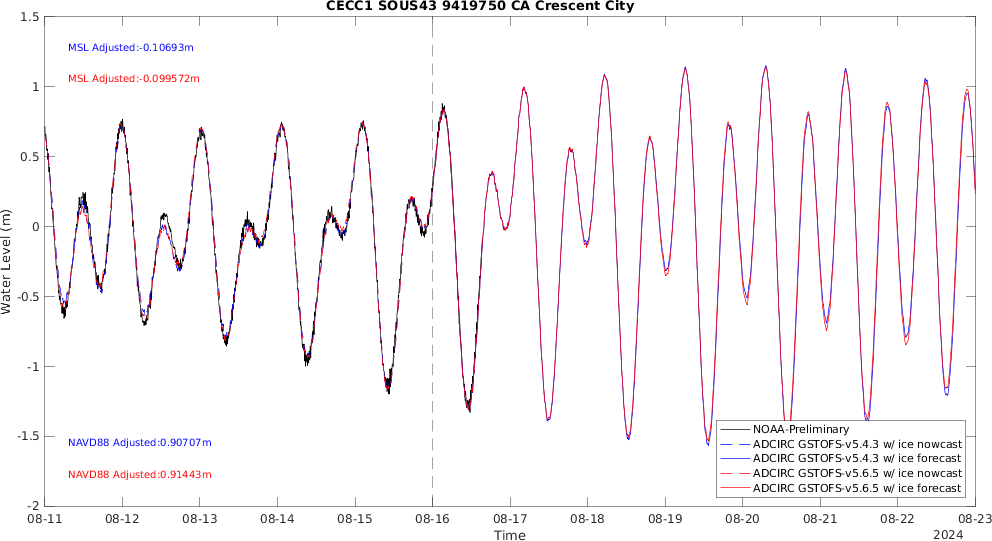 CECC1 SOUS43 9419750 CA Crescent City
1.5
1
0.5
0
-0.5
-1
-1.5
-2
Water Level (m)
MSL Adjusted:-0.10693m
MSL Adjusted:-0.099572m
NAVD88 Adjusted:0.90707m
NAVD88 Adjusted:0.91443m
NOAA-Preliminary
ADCIRC GSTOFS-v5.4.3 w/ ice nowcast
ADCIRC GSTOFS-v5.4.3 w/ ice forecast
ADCIRC GSTOFS-v5.6.5 w/ ice nowcast
ADCIRC GSTOFS-v5.6.5 w/ ice forecast
08-11 08-12 08-13 08-14 08-15 08-16 08-17 08-18 08-19 08-20 08-21 08-22 08-23
Time
2024